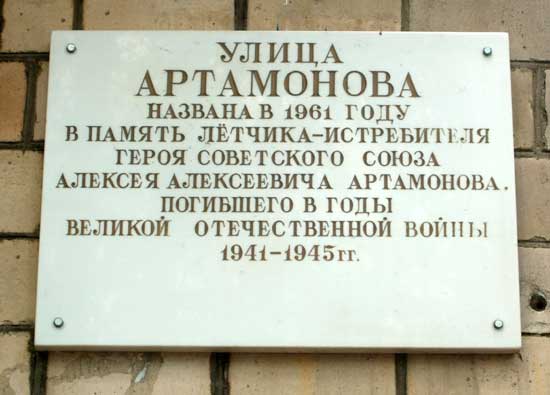 УЛИЦА
АРТАМОНОВА
НАЗВАНА В 1961 ГОДУ
В ПАМЯТЬ ЛЁТЧИКА-ИСТРЕБИТЕЛЯ
ГЕРОЯ СОВЕТСКОГО СОЮЗА
АЛЕКСЕЯ АЛЕКСЕЕВИЧА АРТАМОНОВА.
ПОГИБШЕГО В ГОДЫ
ВЕЛИКОЙ ОТЕЧЕСТВЕННОЙ ВОЙНЫ
1941-1945гг.